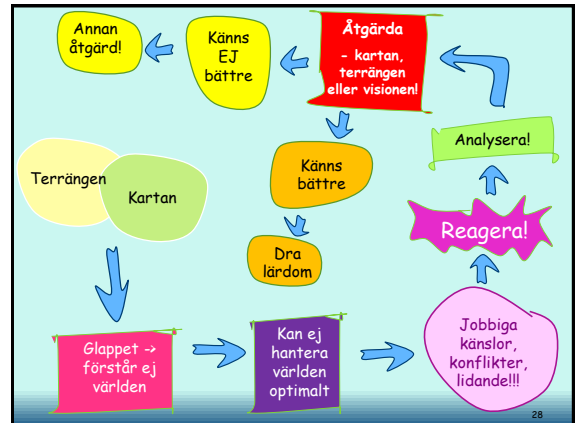 Annan
åtgärd!
Känns
EJ
bättre
Åtgärda
- kartan,
terrängen
eller visionen!
Analysera!
Känns
bättre
Terrängen
Kartan
Reagera!
Dra
lärdom
Glappet ->
förstår ej
världen
Kan ej
hantera
världen
optimalt
Jobbiga
känslor,
konflikter,
lidande!!!
28